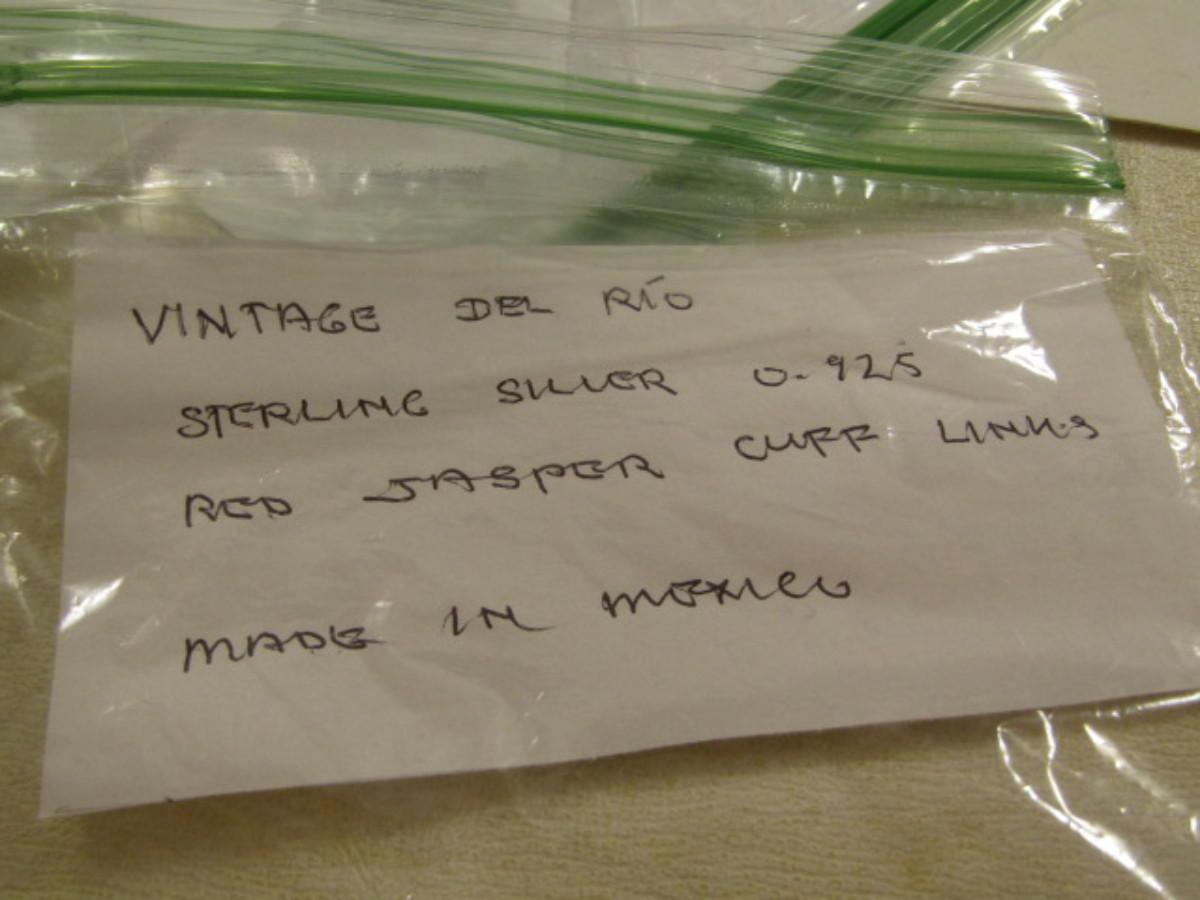 VINTAGE DEL RÍO
STERLING SILVER 0.925
RED JASPER CUFF LINKS
MADE IN MEXICO